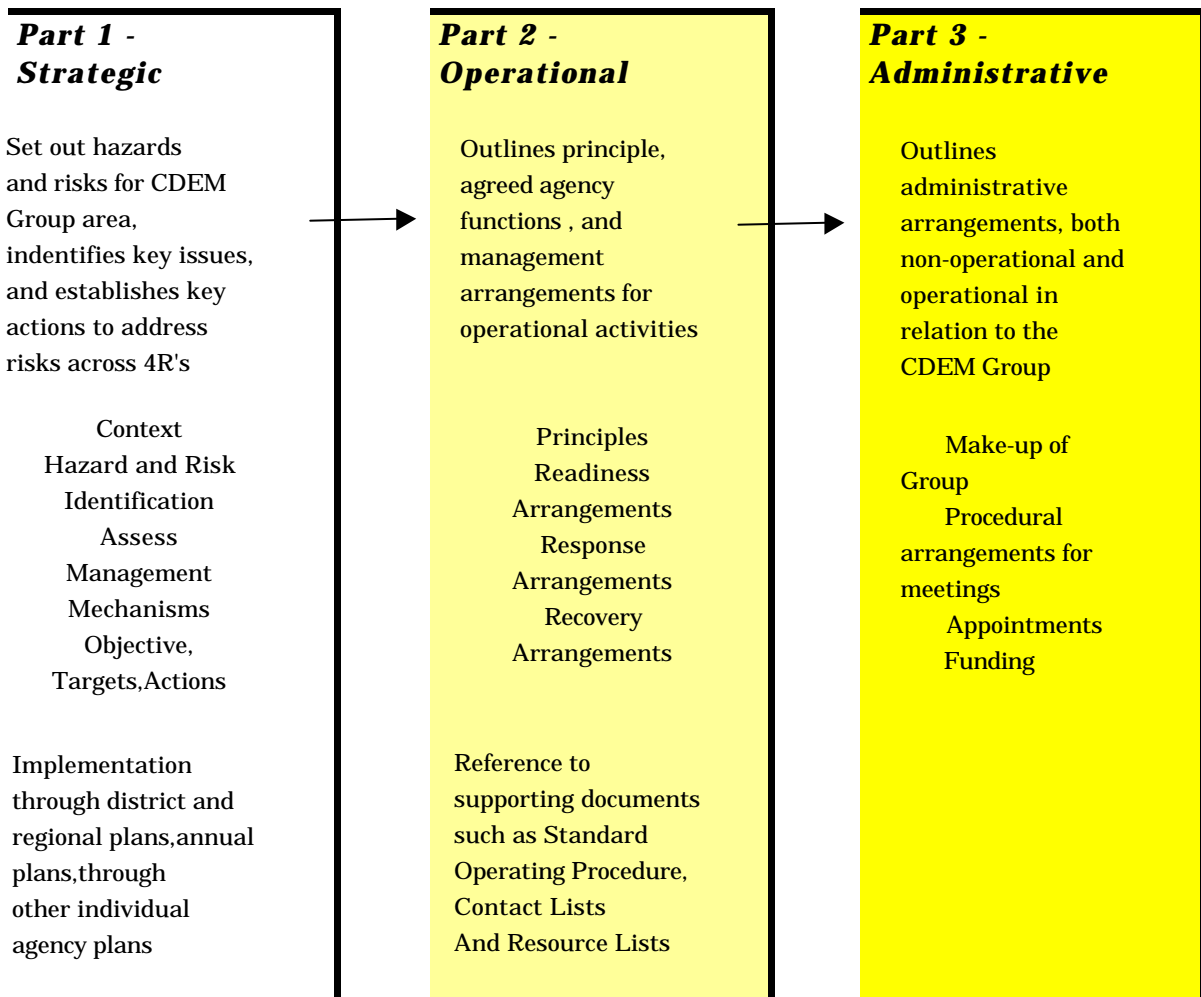 Part 1 -
Strategic
Set out hazards
and risks for CDEM
Group area,
indentifies key issues,
and establishes key
actions to address
risks across 4R's
Context
Hazard and Risk
Identification
Assess
Management
Mechanisms
Objective,
Targets,Actions
Implementation
through district and
regional plans,annual
plans,through
other individual
agency plans
Part 2 -
Operational
Outlines principle,
agreed agency
functions , and
management
arrangements for
operational activities
Principles
Readiness
Arrangements
Response
Arrangements
Recovery
Arrangements
Reference to
supporting documents
such as Standard
Operating Procedure,
Contact Lists
And Resource Lists
Part 3 -
Administrative
Outlines
administrative
arrangements, both
non-operational and
operational in
relation to the
CDEM Group
Make-up of
Group
Procedural
arrangements for
meetings
Appointments
Funding